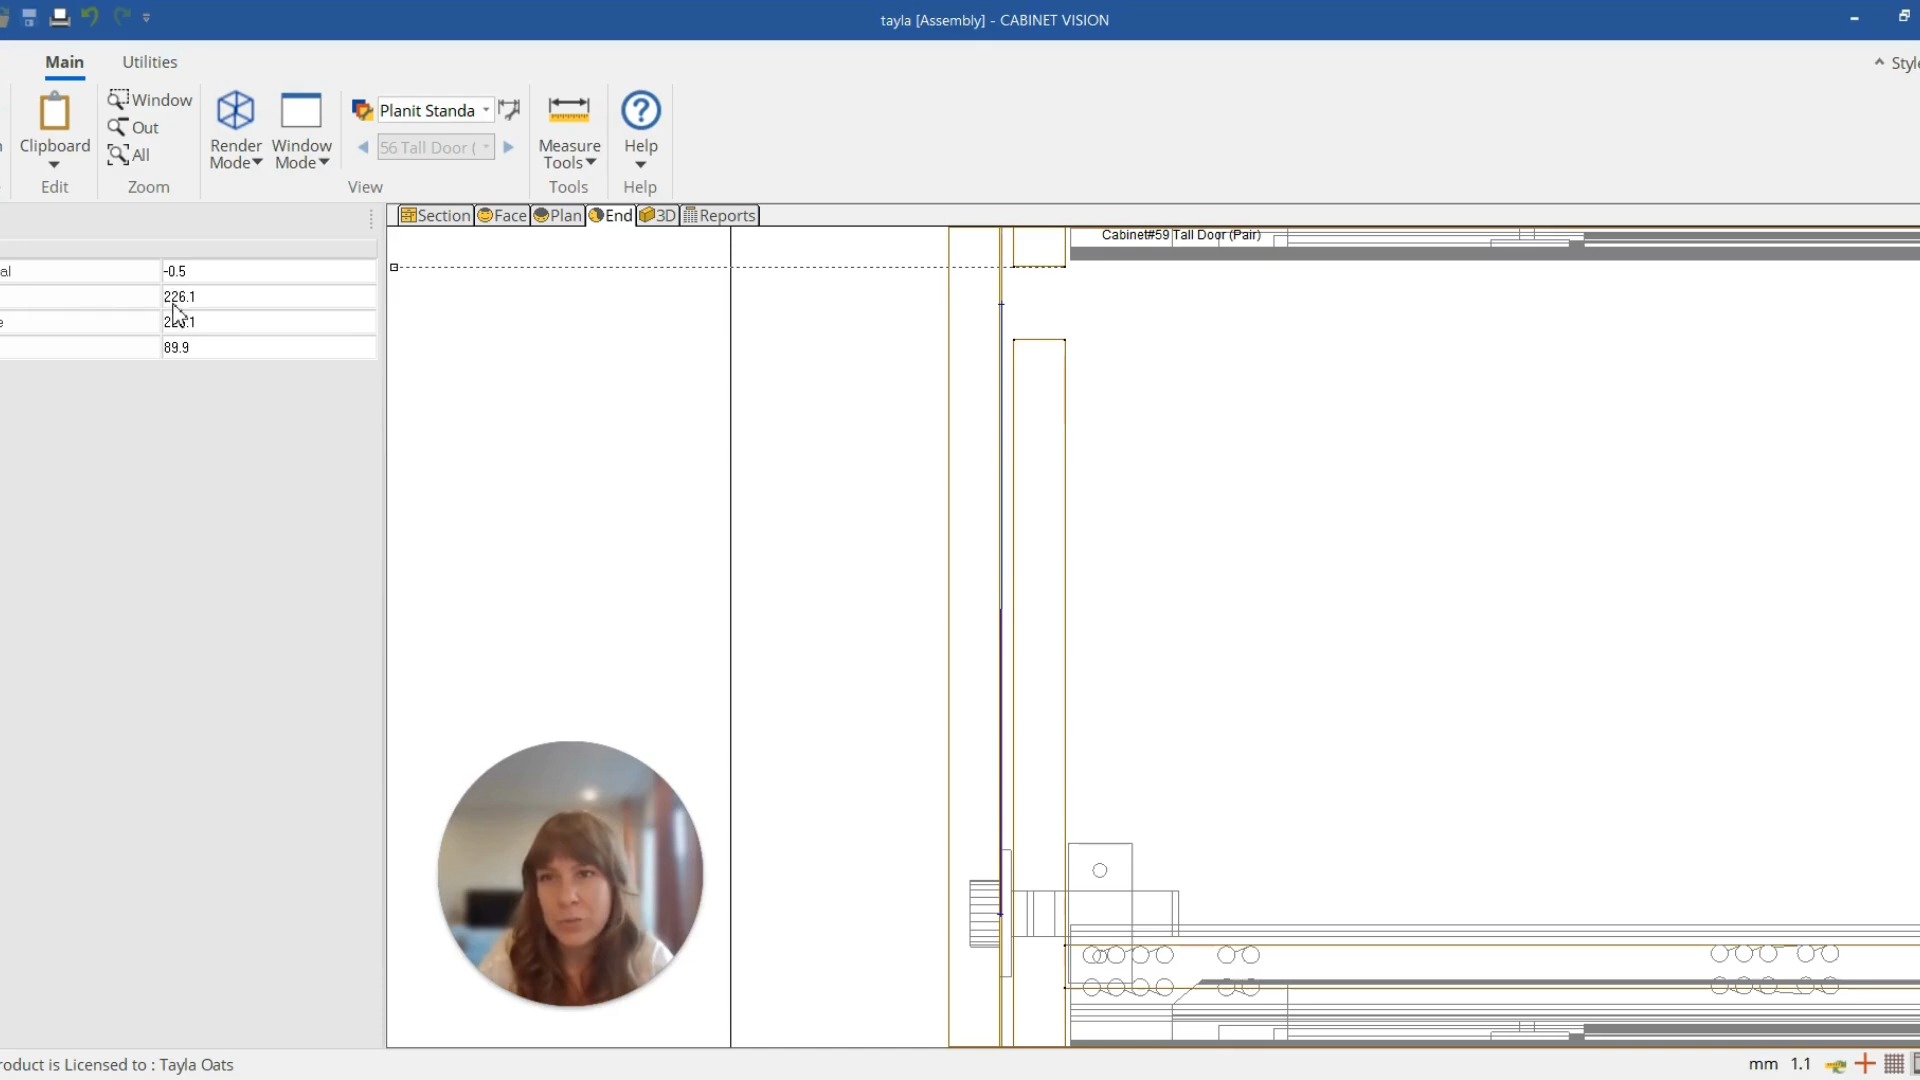 tayla [Assembly] - CABINET VISION
Main
Utilities
Style
Clipboard
Edit
Window
Out
All
Zoom
Render
Mode
Window
Mode
Planit Standa
56 Tall Door (
View
Measure
Tools
Tools
Help
Help
Section
Face
Plan
End
3D
Reports
al
-0.5
226.1
e
89.9
Cabinet#59 Tall Door (Pair)
roduct is Licensed to : Tayla Oats
mm
1.1